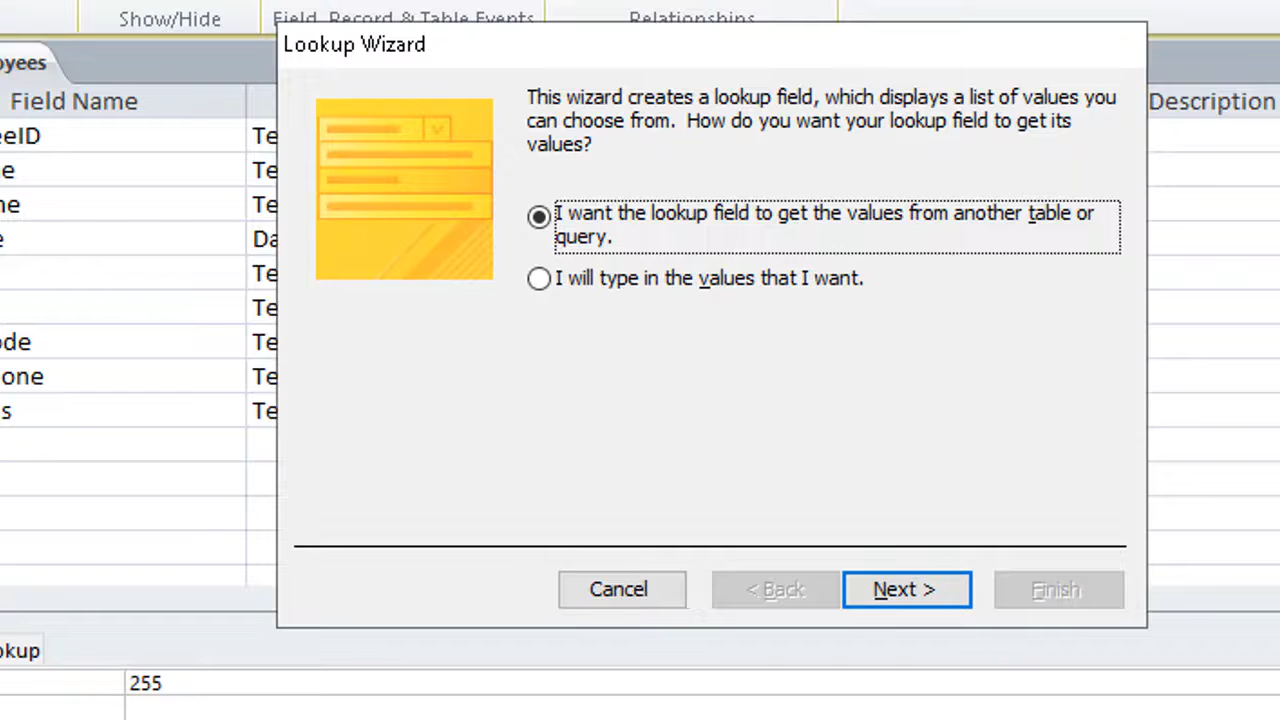 Show/Hide
Field, Record & Table Events
Relationships
Lookup Wizard
yees
Field Name
Description
This wizard creates a lookup field, which displays a list of values you
can choose from. How do you want your lookup field to get its
values?
eeID
Te
e
Te
ne
Te
e
Da
Te
Te
ode
Te
one
Te
s
Te
I want the lookup field to get the values from another table or
query.
I will type in the values that I want.
Cancel
< Back
Next >
Finish
okup
255